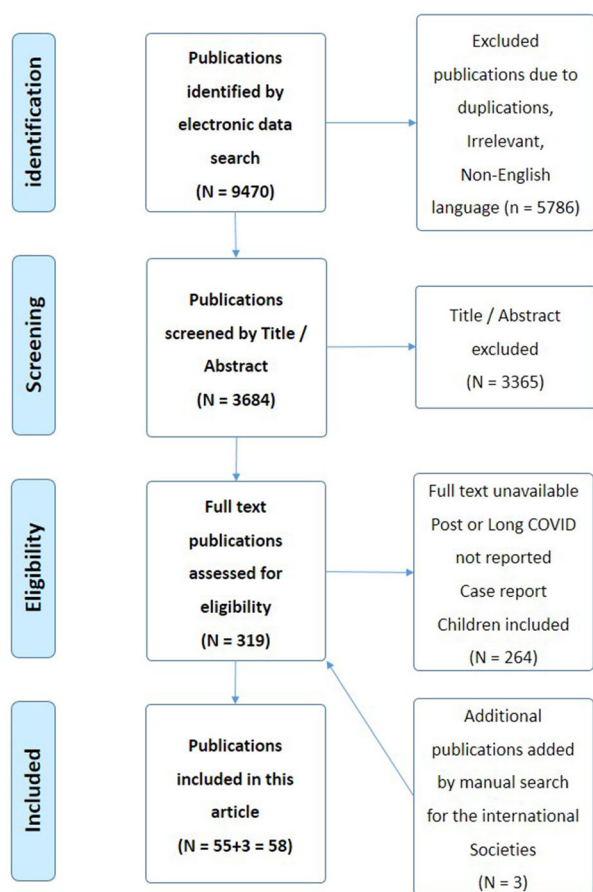 identification
Publications
identified by
electronic data
search
(N = 9470)
Excluded
publications due to
duplications,
Irrelevant,
Non-English
language (n = 5786)
Screening
Publications
screened by Title /
Abstract
(N = 3684)
Title / Abstract
excluded
(N = 3365)
Eligibility
Full text
publications
assessed for
eligibility
(N = 319)
Full text unavailable
Post or Long COVID
not reported
Case report
Children included
(N = 264)
Included
Publications
included in this
article
(N = 55+3 = 58)
Additional
publications added
by manual search
for the international
Societies
(N = 3)